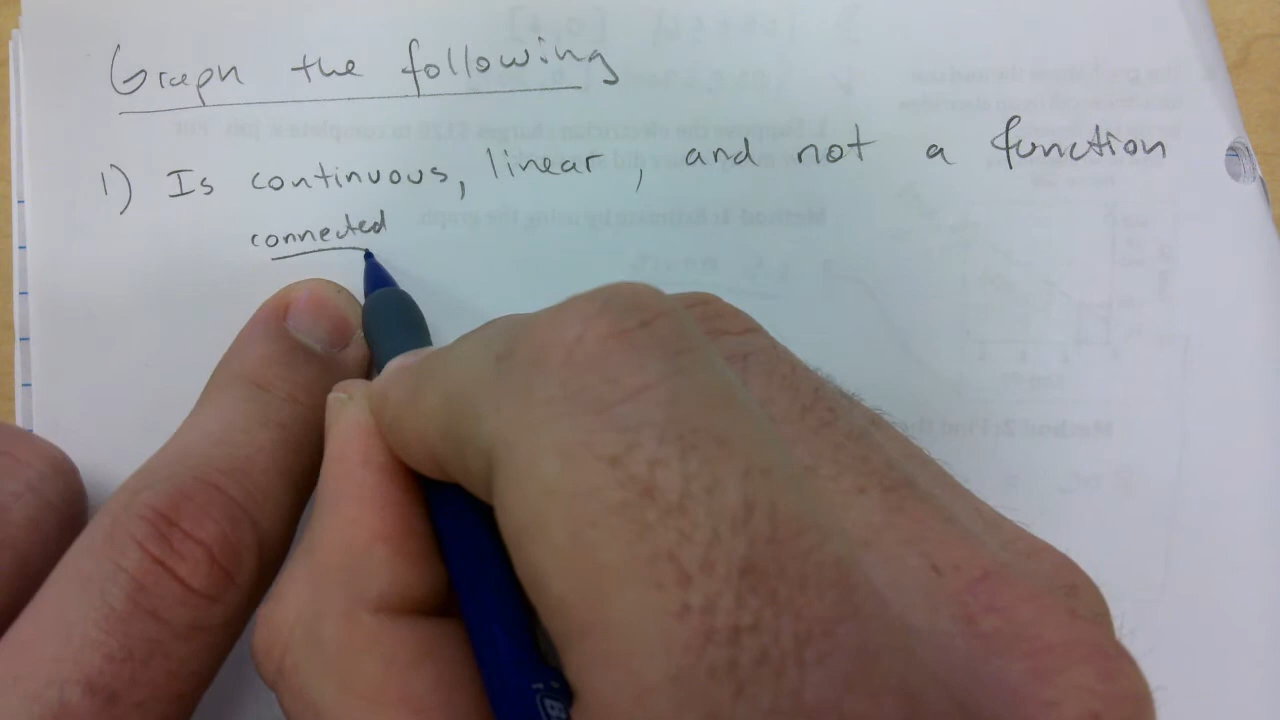 Graph the following
1) Is continuous, linear, and not a function
connected